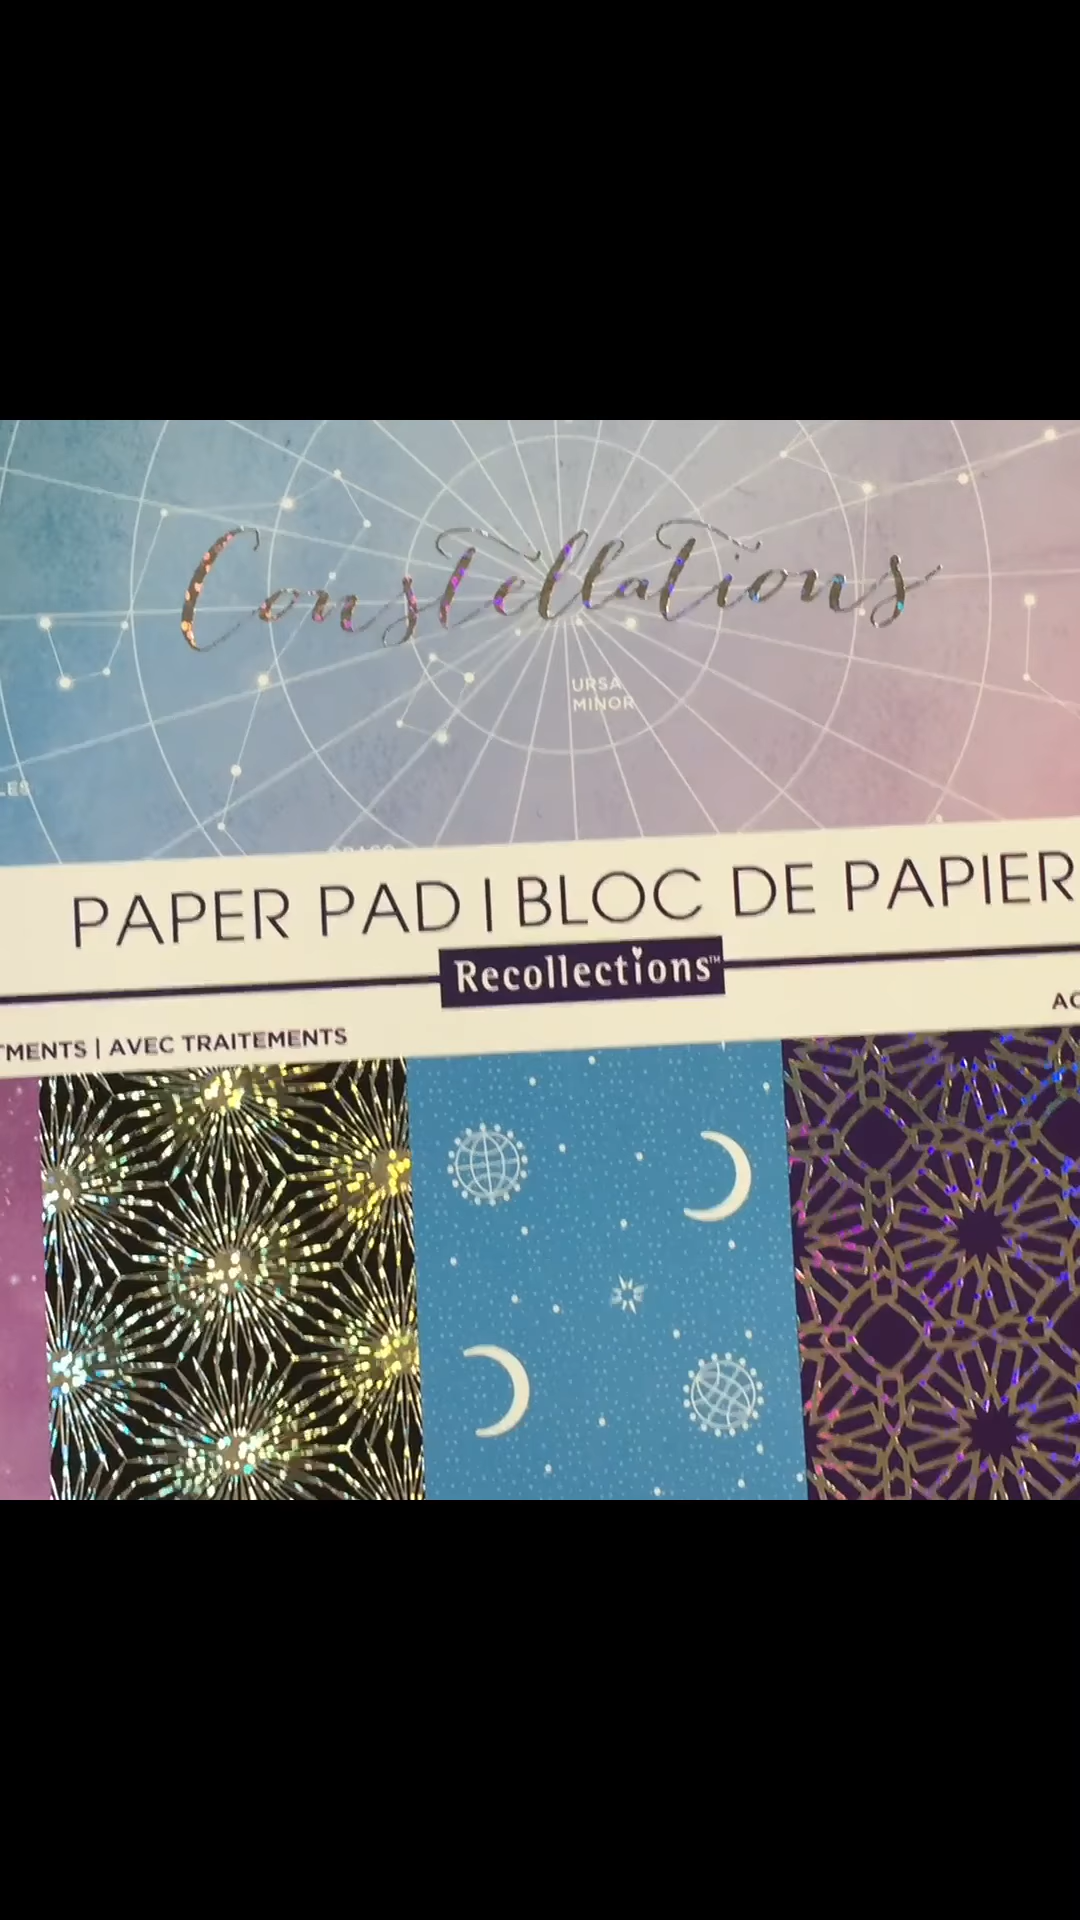 Constellations
URSA
MINOR
PAPER PAD | BLOC DE PAPIER
Recollections™
AVEC TRAITEMENTS